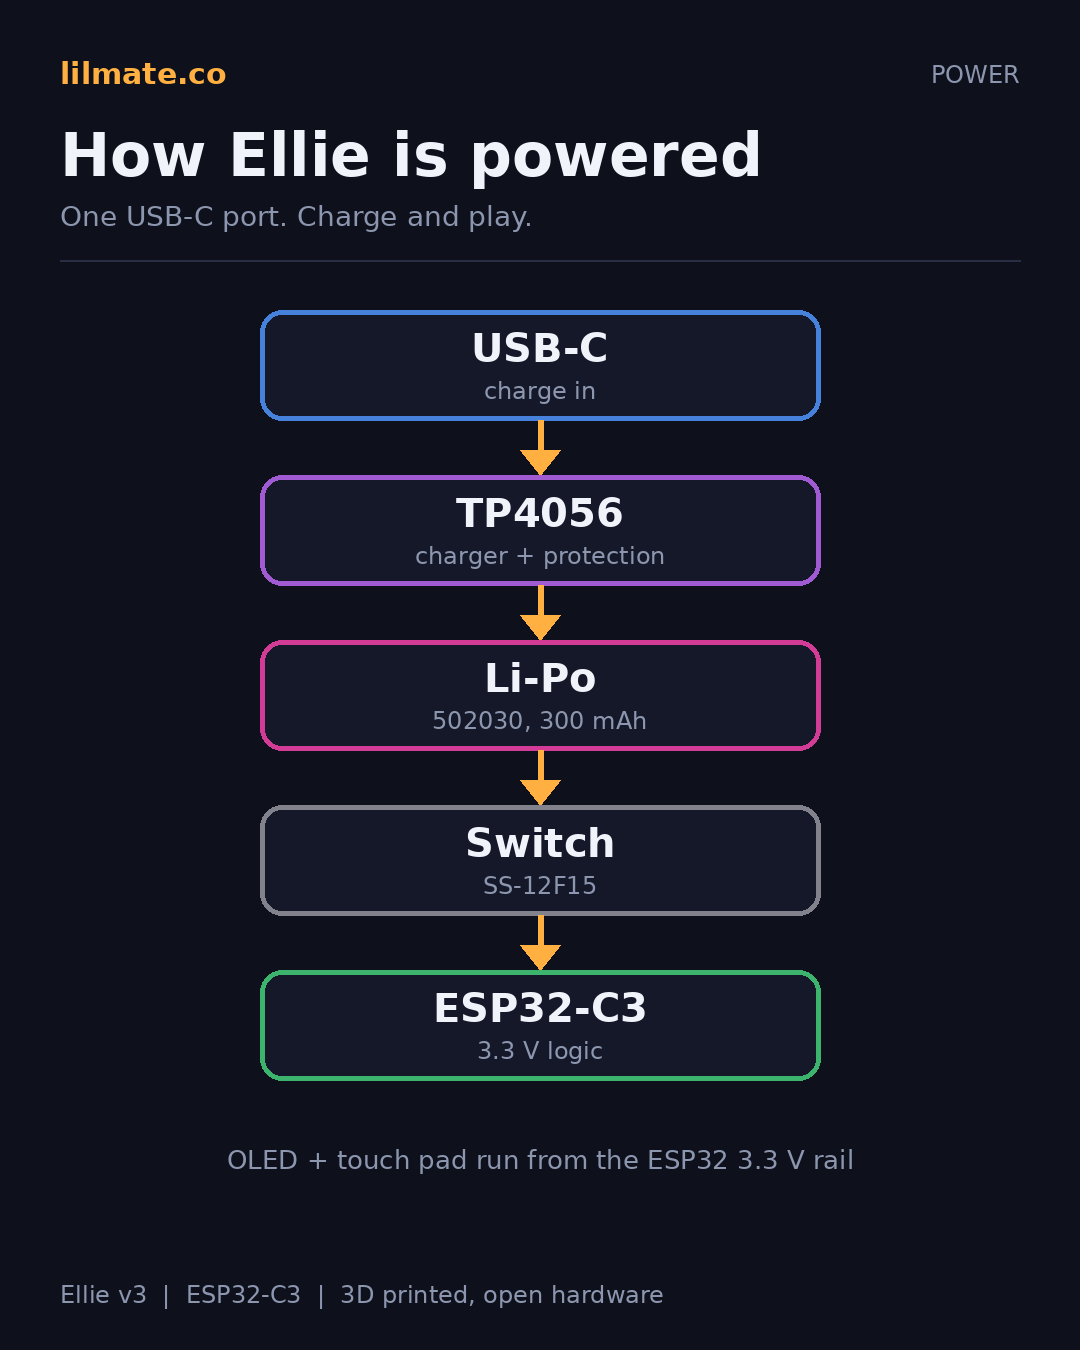 lilmate.co
POWER
How Ellie is powered
One USB-C port. Charge and play.
USB-C
charge in
TP4056
charger + protection
Li-Po
502030, 300 mAh
Switch
SS-12F15
ESP32-C3
3.3 V logic
OLED + touch pad run from the ESP32 3.3 V rail
Ellie v3 | ESP32-C3 | 3D printed, open hardware